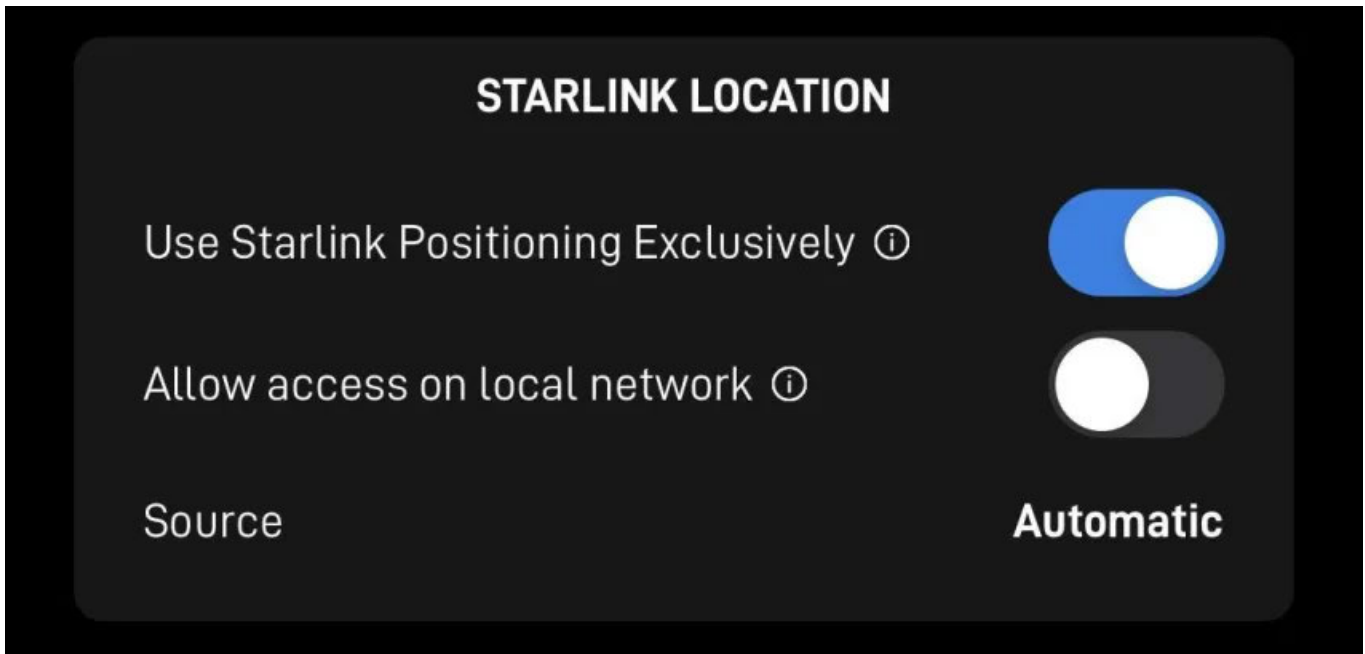 STARLINK LOCATION
Use Starlink Positioning Exclusively
Allow access on local network
Source Automatic